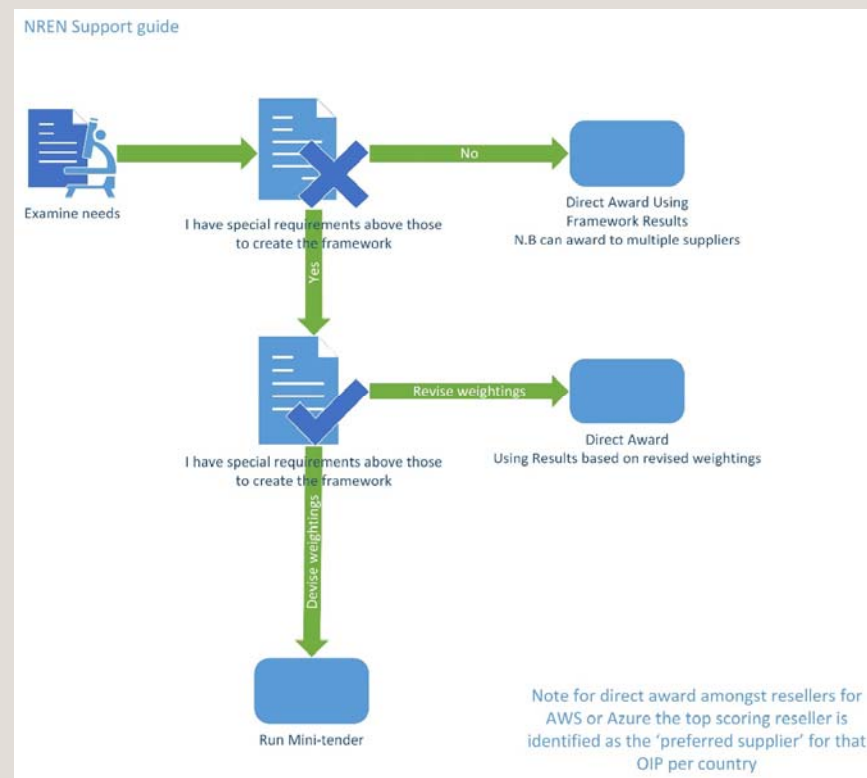 NREN Support guide
Examine needs
No
I have special requirements above those
to create the framework
Direct Award Using
Framework Results
N.B can award to multiple suppliers
Yes
Revise weightings
I have special requirements above those
to create the framework
Direct Award
Using Results based on revised weightings
Devise weightings
Run Mini-tender
Note for direct award amongst resellers for
AWS or Azure the top scoring reseller is
identified as the ‘preferred supplier’ for that
OIP per country